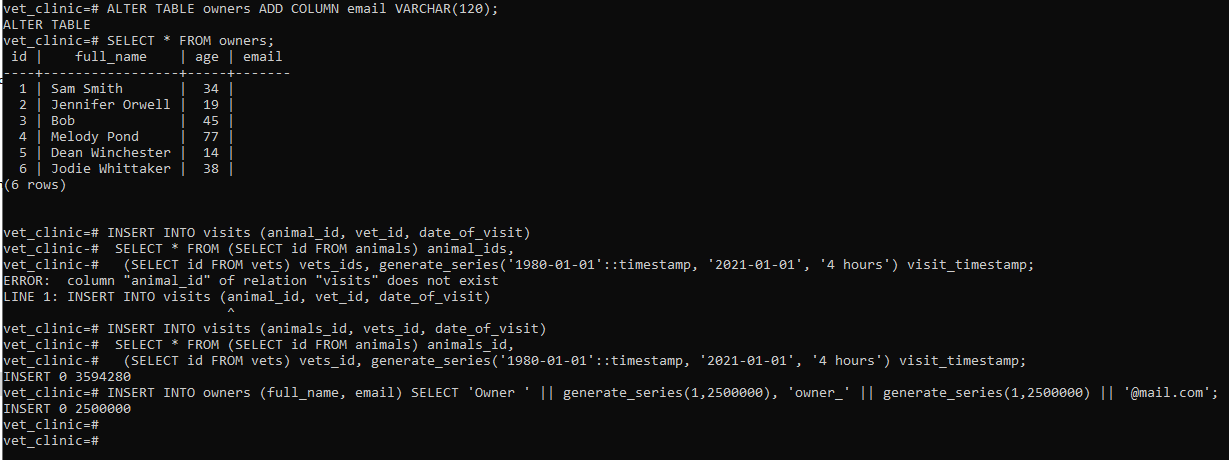 vet_clinic=# ALTER TABLE owners ADD COLUMN email VARCHAR(120);
ALTER TABLE
vet_clinic=# SELECT * FROM owners;
 id |    full_name     | age | email
----+------------------+-----+-------
  1 | Sam Smith        |  34 |
  2 | Jennifer Orwell  |  19 |
  3 | Bob              |  45 |
  4 | Melody Pond      |  77 |
  5 | Dean Winchester  |  14 |
  6 | Jodie Whittaker  |  38 |
(6 rows)
vet_clinic=# INSERT INTO visits (animal_id, vet_id, date_of_visit)
vet_clinic-#  SELECT * FROM (SELECT id FROM animals) animal_ids,
vet_clinic-#   (SELECT id FROM vets) vets_ids, generate_series('1980-01-01'::timestamp, '2021-01-01', '4 hours') visit_timestamp;
ERROR:  column "animal_id" of relation "visits" does not exist
LINE 1: INSERT INTO visits (animal_id, vet_id, date_of_visit)
                            ^
vet_clinic=# INSERT INTO visits (animals_id, vets_id, date_of_visit)
vet_clinic-#  SELECT * FROM (SELECT id FROM animals) animals_id,
vet_clinic-#   (SELECT id FROM vets) vets_id, generate_series('1980-01-01'::timestamp, '2021-01-01', '4 hours') visit_timestamp;
INSERT 0 3594280
vet_clinic=# INSERT INTO owners (full_name, email) SELECT 'Owner ' || generate_series(1,2500000), 'owner_' || generate_series(1,2500000) || '@mail.com';
INSERT 0 2500000
vet_clinic=#
vet_clinic=#